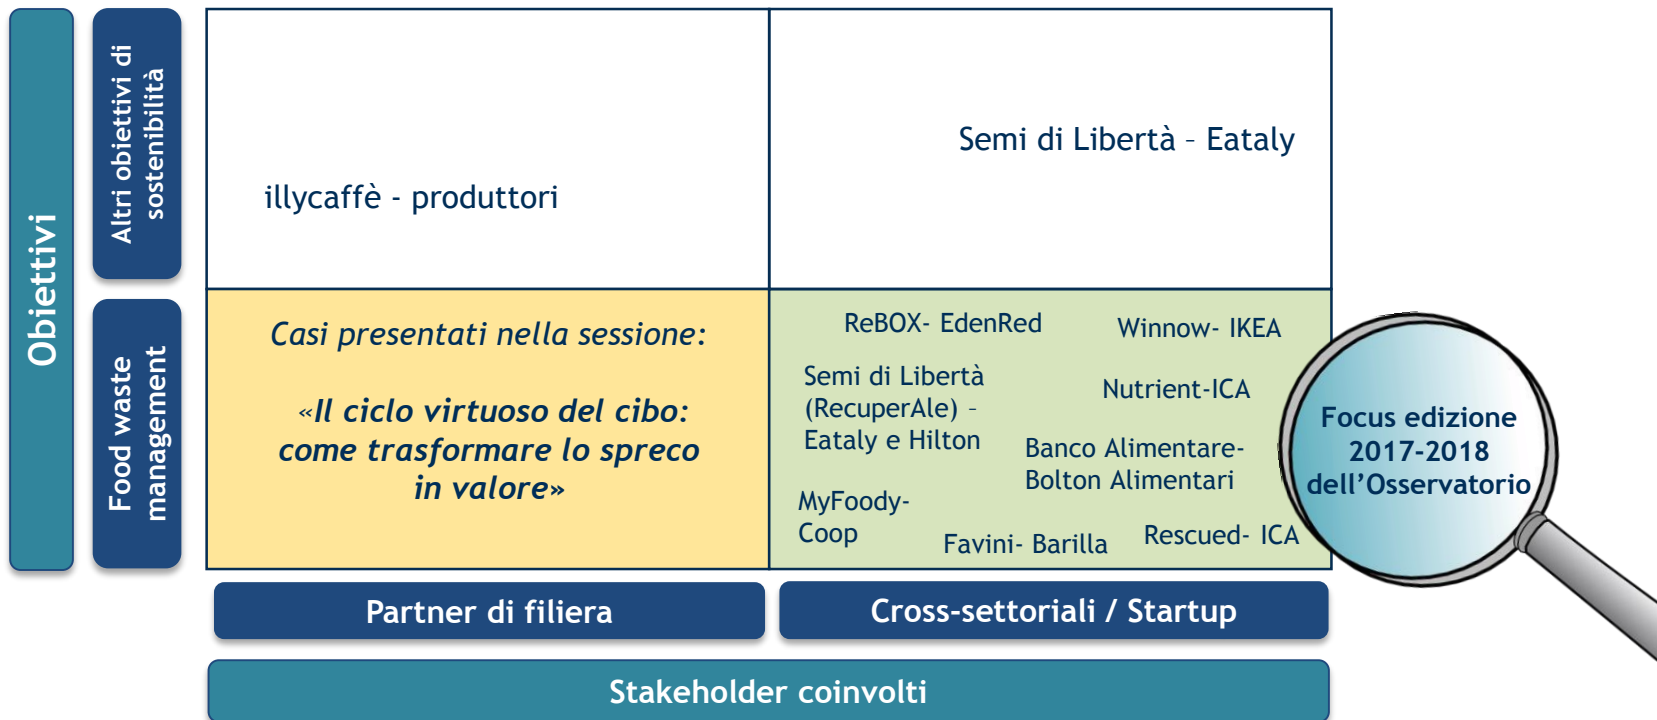 Obiettivi
Altri obiettivi di
sostenibilità
illycaffè - produttori
Semi di Libertà – Eataly
Food waste
management
Casi presentati nella sessione:
«Il ciclo virtuoso del cibo:
come trasformare lo spreco
in valore»
ReBOX- EdenRed
Winnow- IKEA
Semi di Libertà
(RecuperAle) –
Eataly e Hilton
Nutrient-ICA
Banco Alimentare-
Bolton Alimentari
MyFoody-
Coop
Favini- Barilla
Rescued- ICA
Focus edizione
2017-2018
dell’Osservatorio
Partner di filiera
Cross-settoriali / Startup
Stakeholder coinvolti